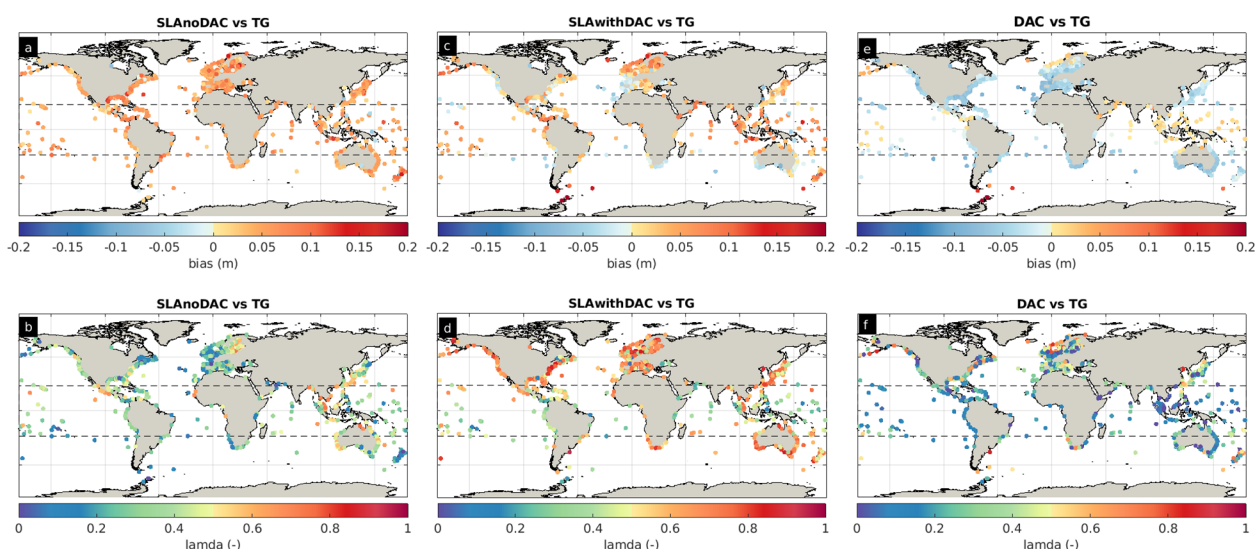 SLAnoDAC vs TG
SLAwithDAC vs TG
DAC vs TG
a
c
e
-0.2 -0.15 -0.1 -0.05 0 0.05 0.1 0.15 0.2
-0.2 -0.15 -0.1 -0.05 0 0.05 0.1 0.15 0.2
-0.2 -0.15 -0.1 -0.05 0 0.05 0.1 0.15 0.2
bias (m)
bias (m)
bias (m)
SLAnoDAC vs TG
SLAwithDAC vs TG
DAC vs TG
b
d
f
0 0.2 0.4 0.6 0.8 1
0 0.2 0.4 0.6 0.8 1
0 0.2 0.4 0.6 0.8 1
lamda (-)
lamda (-)
lamda (-)